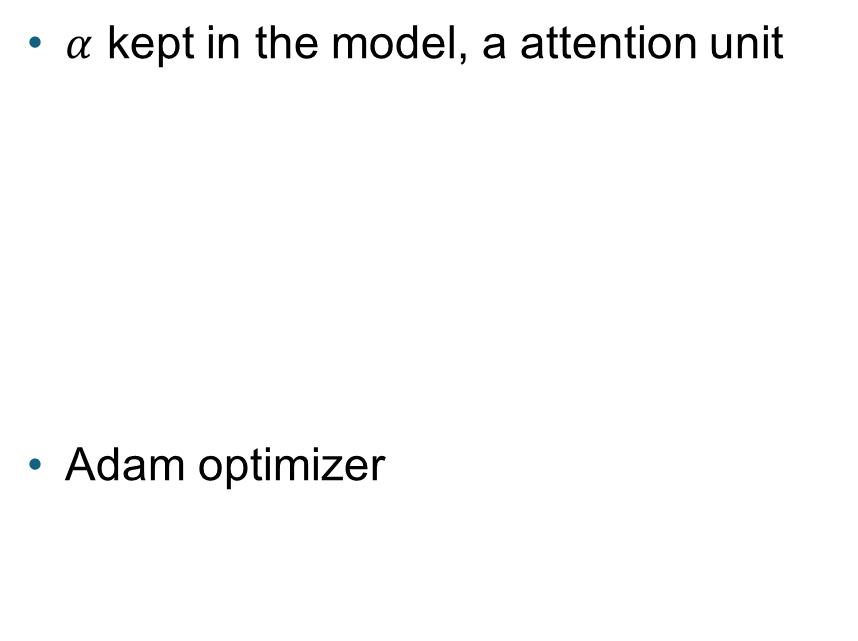 • 𝛼 kept in the model, a attention unit
• Adam optimizer